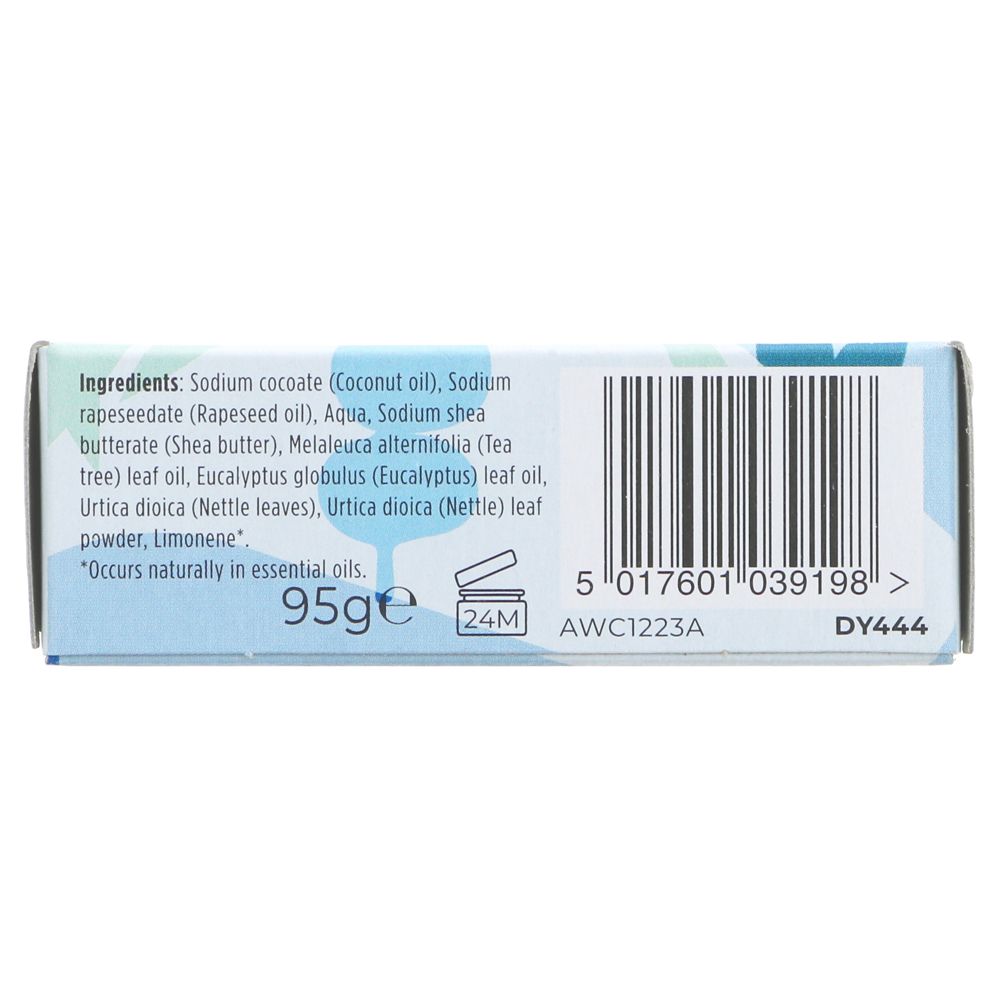 Ingredients: Sodium cocoate (Coconut oil), Sodium
rapeseedate (Rapeseed oil), Aqua, Sodium shea
butterate (Shea butter), Melaleuca alternifolia (Tea
tree) leaf oil, Eucalyptus globulus (Eucalyptus) leaf oil,
Urtica dioica (Nettle leaves), Urtica dioica (Nettle) leaf
powder, Limonene*.
*Occurs naturally in essential oils.
95g℮
24M
5 017601 039198 >
AWC1223A
DY444